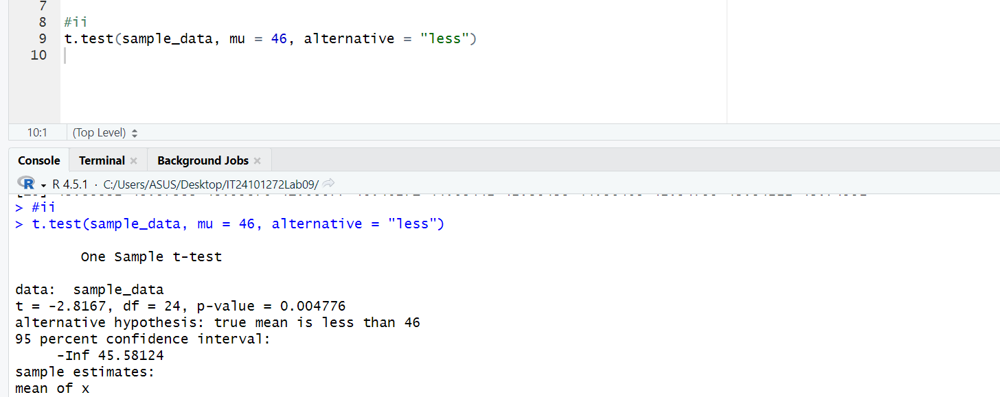 7
8 #ii
9 t.test(sample_data, mu = 46, alternative = "less")
10
10:1 (Top Level)
Console Terminal Background Jobs
R 4.5.1 · C:/Users/ASUS/Desktop/IT24101272Lab09/
> #ii
> t.test(sample_data, mu = 46, alternative = "less")
One Sample t-test
data: sample_data
t = -2.8167, df = 24, p-value = 0.004776
alternative hypothesis: true mean is less than 46
95 percent confidence interval:
-Inf 45.58124
sample estimates:
mean of x